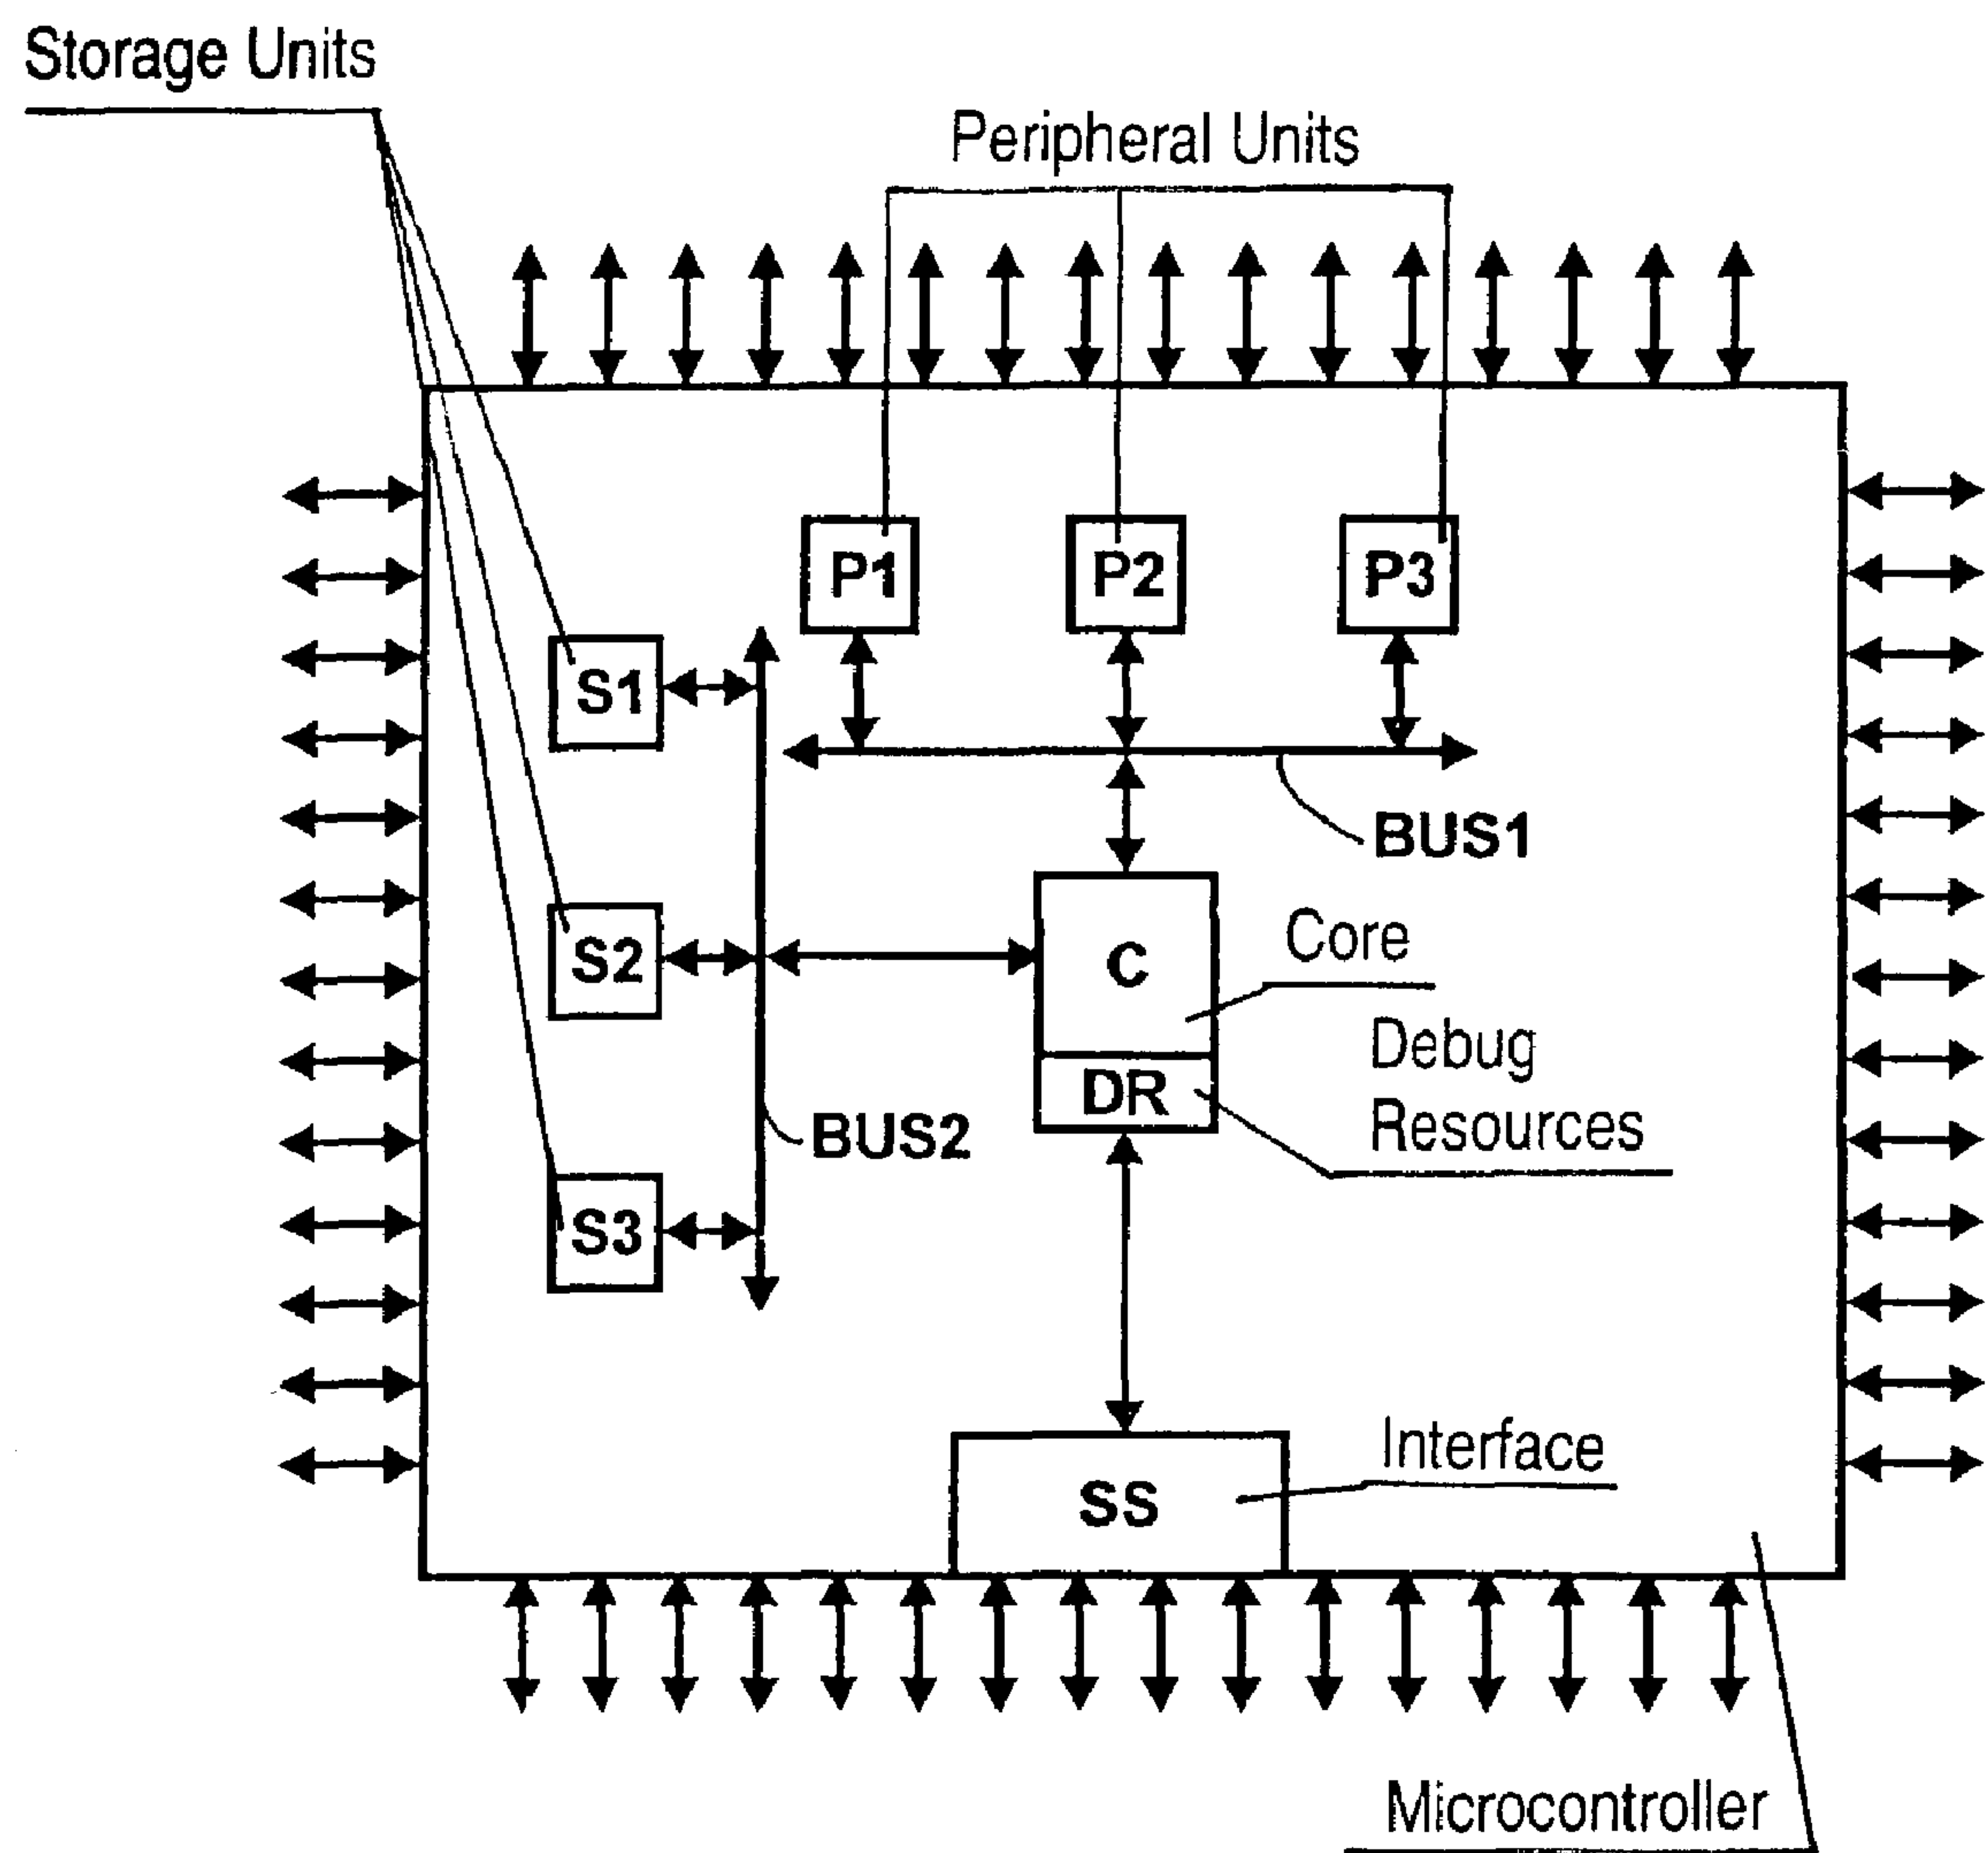 Storage Units
Peripheral Units
P1
P2
P3
S1
BUS1
Core
C
S2
Debug
Resources
DR
BUS2
S3
Interface
SS
Microcontroller